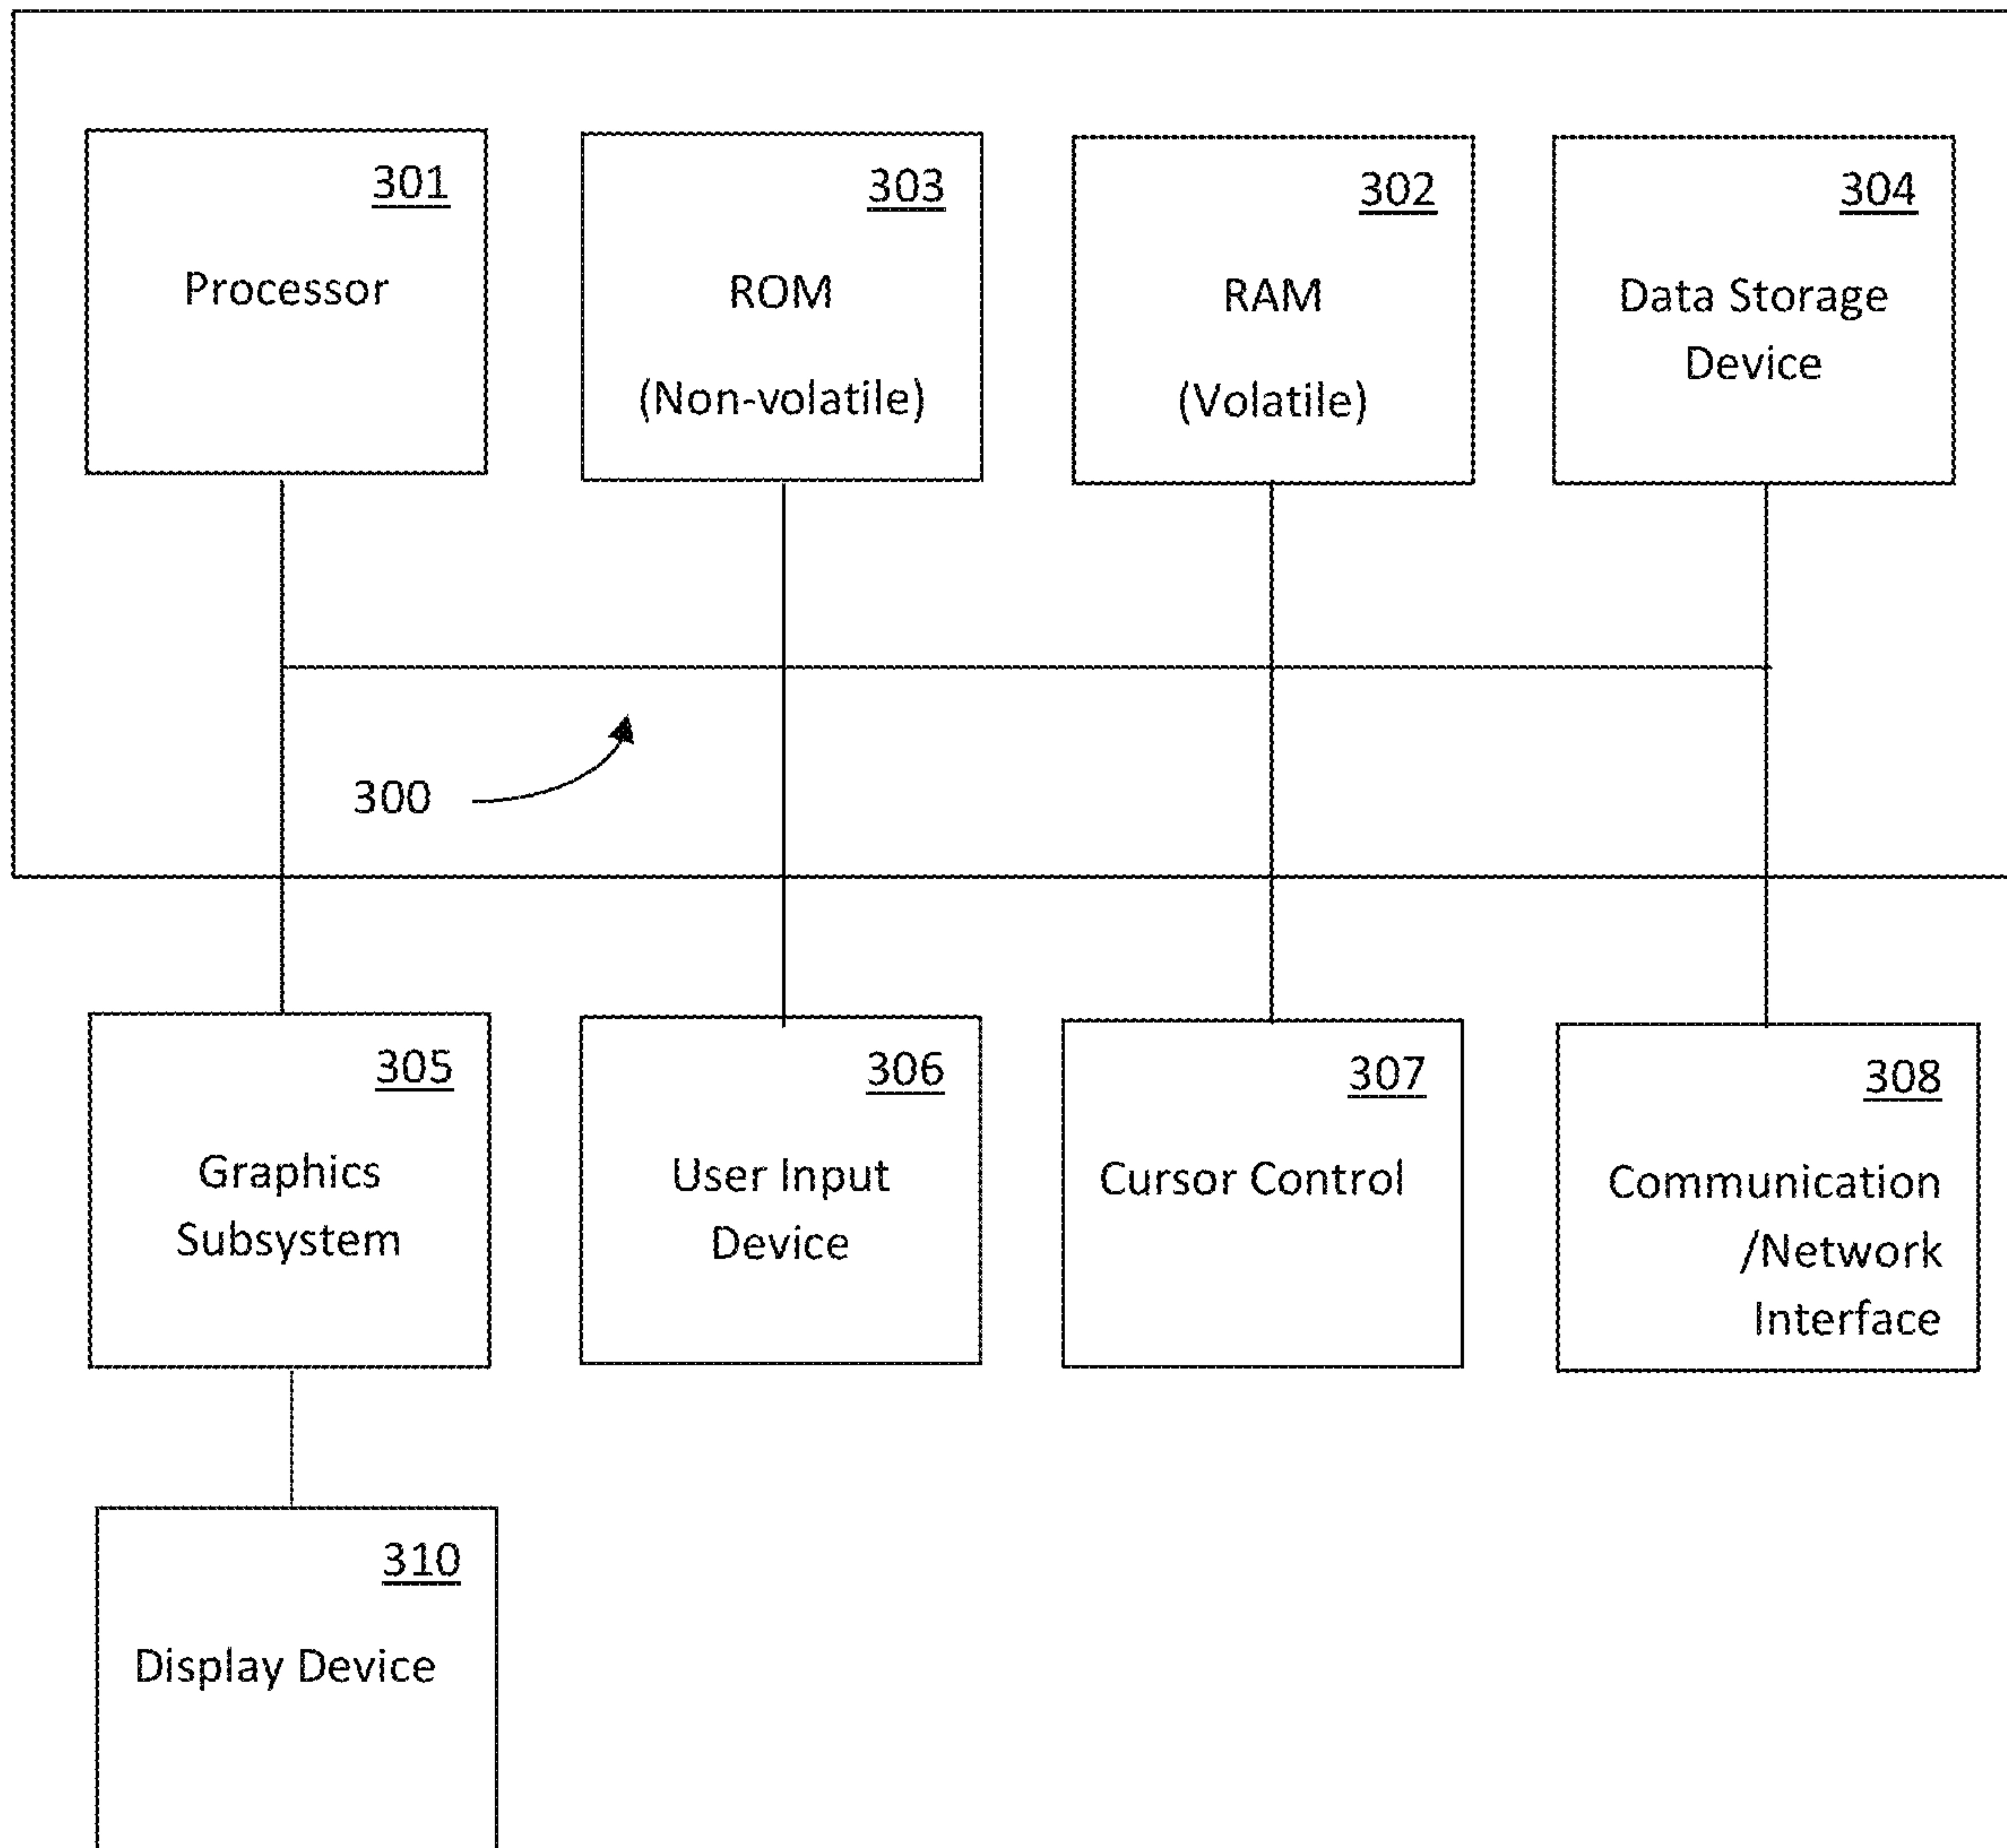 301
Processor
303
ROM
(Non-volatile)
302
RAM
(Volatile)
304
Data Storage
Device
300
305
Graphics
Subsystem
306
User Input
Device
307
Cursor Control
308
Communication
/Network
Interface
310
Display Device